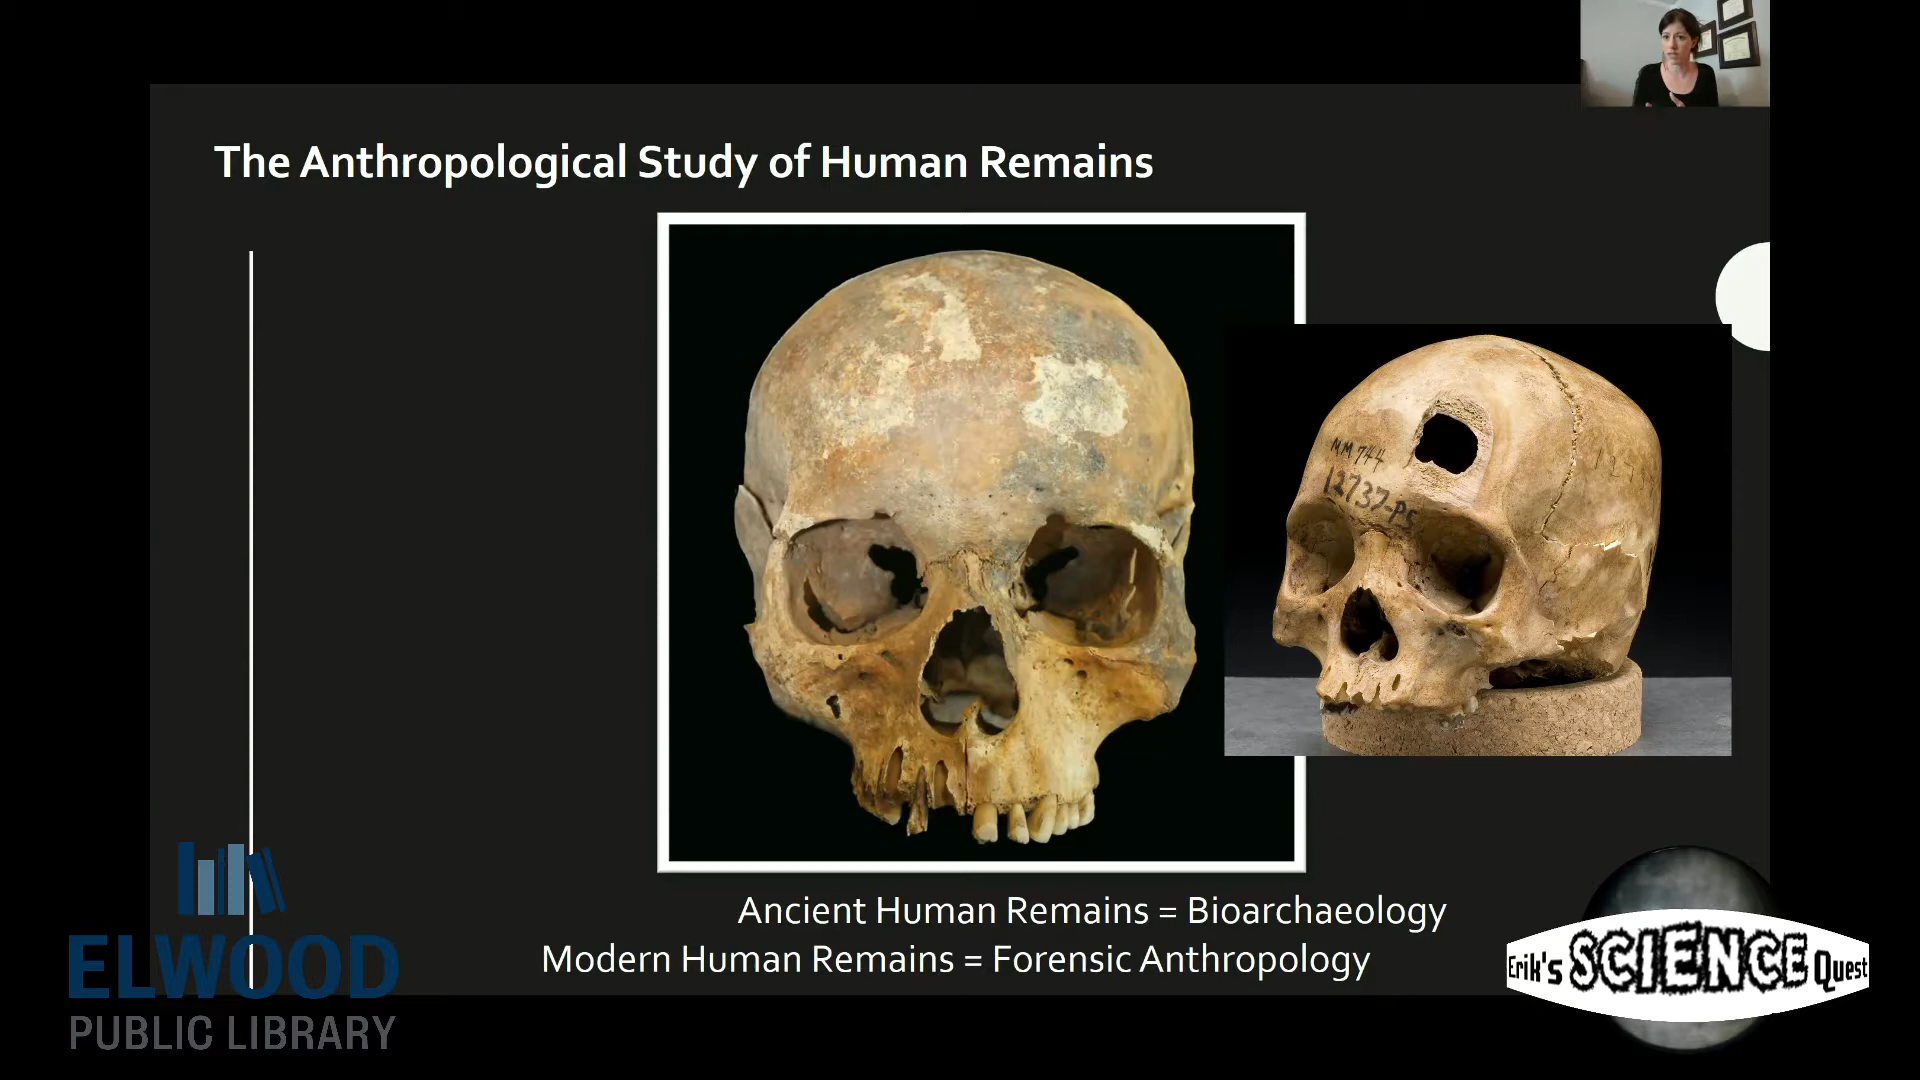 The Anthropological Study of Human Remains
N.M. 744
12737-PS
Ancient Human Remains = Bioarchaeology
Modern Human Remains = Forensic Anthropology
ELWOOD
PUBLIC LIBRARY
Erik's SCIENCE Quest